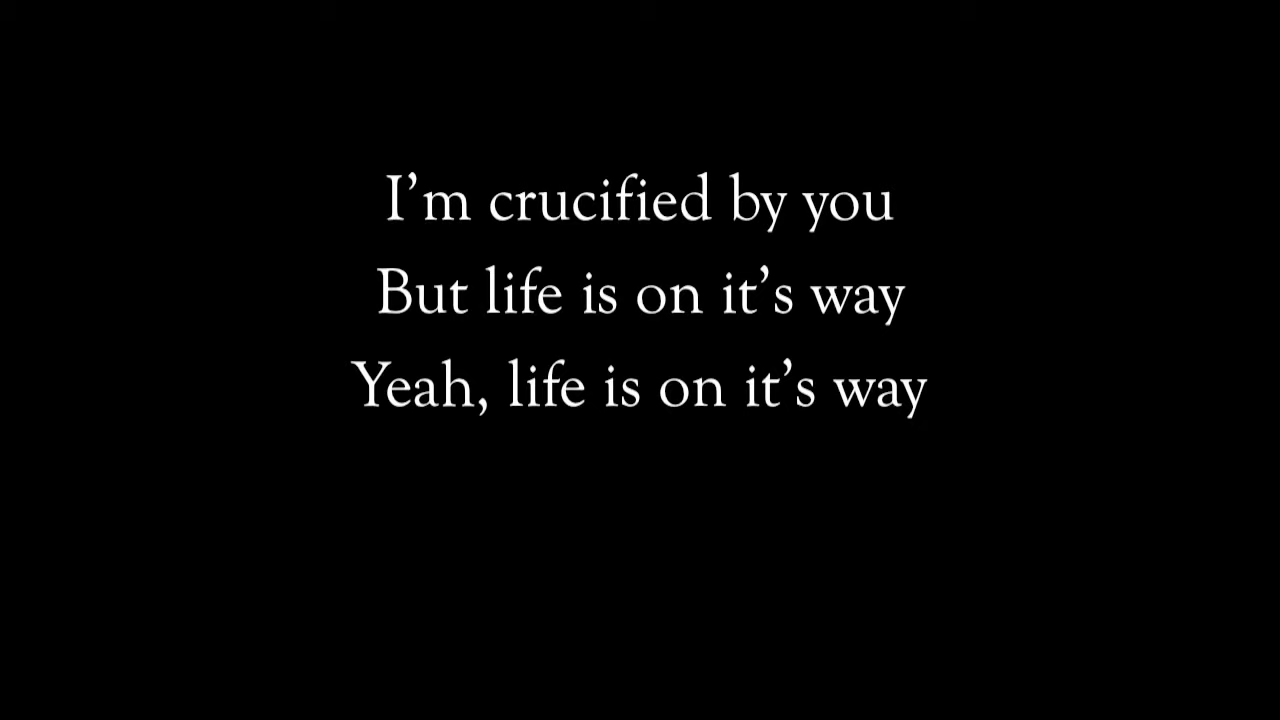 I’m crucified by you
But life is on it’s way
Yeah, life is on it’s way